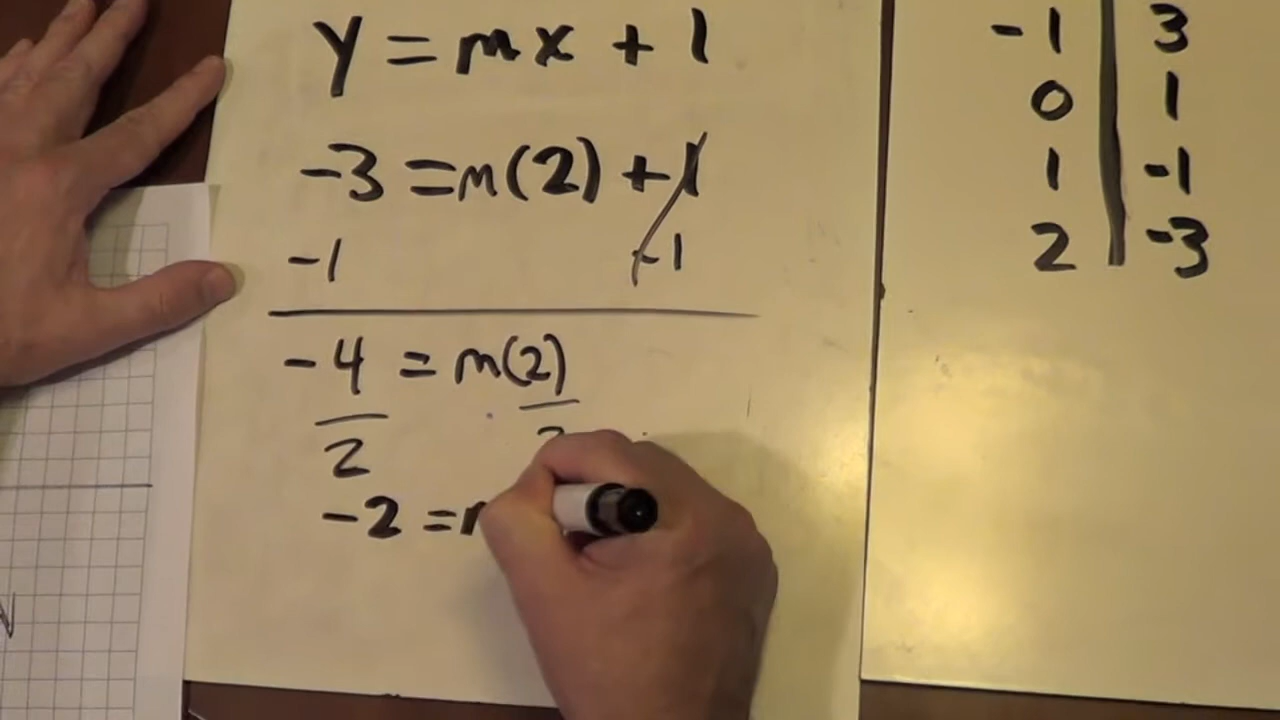 y = mx + 1
-3 = m(2) + 1
-1 -1
-4 = m(2)
2
-2 = m
-1 3
0 1
1 -1
2 -3